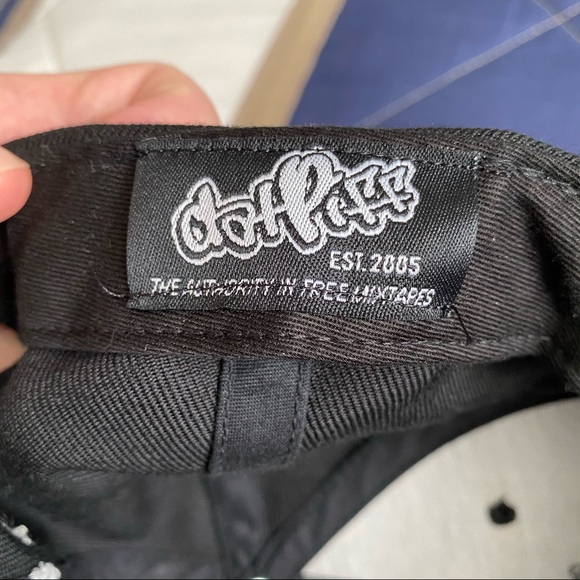 datPiff
EST.2005
THE AUTHORITY IN FREE MIXTAPES